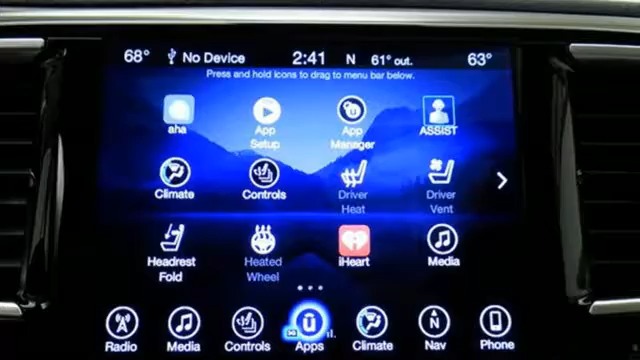 68° No Device 2:41 N 61° out. 63°
Press and hold icons to drag to menu bar below.
aha App Setup App Manager ASSIST
Climate Controls Driver Heat Driver Vent
Headrest Fold Heated Wheel iHeart Media
Radio Media Controls Apps Climate Nav Phone